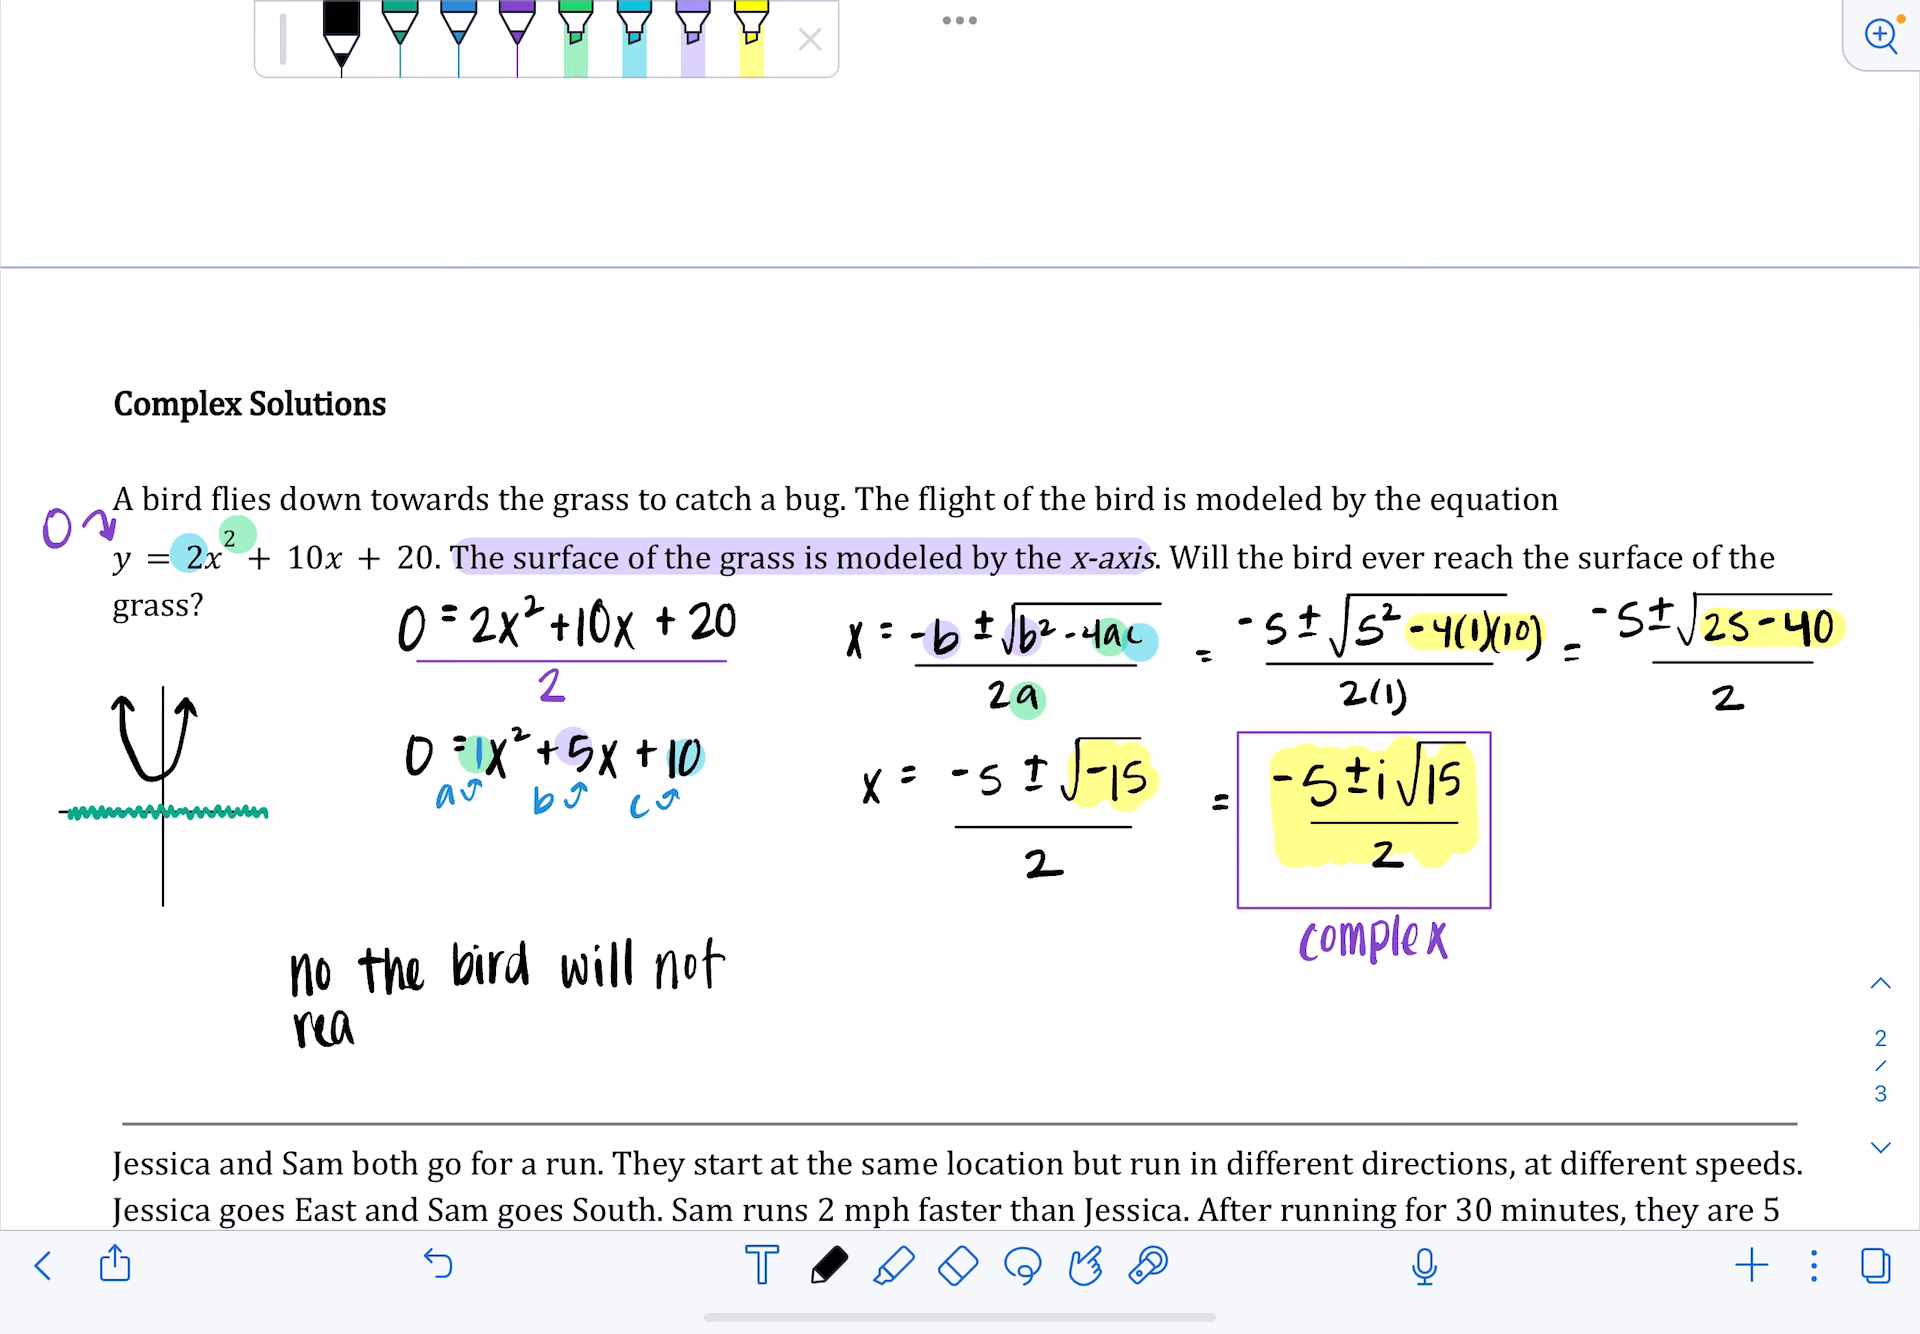 Complex Solutions
A bird flies down towards the grass to catch a bug. The flight of the bird is modeled by the equation
0
y = 2x² + 10x + 20. The surface of the grass is modeled by the x-axis. Will the bird ever reach the surface of the
grass?
0 = 2x² + 10x + 20
2
0 = 1x² + 5x + 10
a b c
x = -b ± √b² - 4ac / 2a = -5 ± √5² - 4(1)(10) / 2(1) = -5 ± √25 - 40 / 2
x = -5 ± √-15 / 2 = -5 ± i√15 / 2
complex
no the bird will not
rea
2
/
3
Jessica and Sam both go for a run. They start at the same location but run in different directions, at different speeds.
Jessica goes East and Sam goes South. Sam runs 2 mph faster than Jessica. After running for 30 minutes, they are 5
T